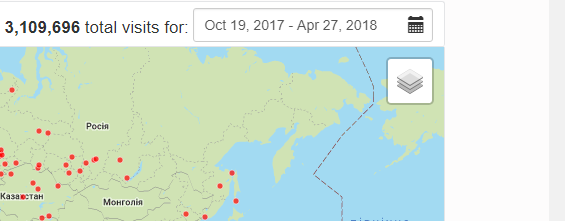 3,109,696 total visits for: Oct 19, 2017 - Apr 27, 2018
Росія
Казахстан
Монголія